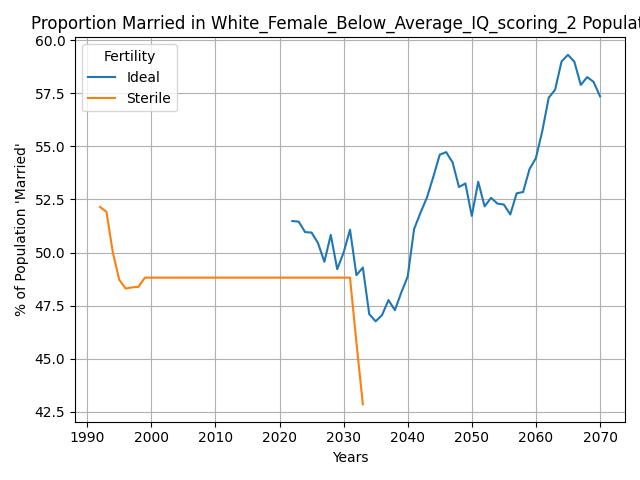 Proportion Married in White_Female_Below_Average_IQ_scoring_2 Populat
60.0
57.5
55.0
52.5
50.0
47.5
45.0
42.5
% of Population 'Married'
Fertility
Ideal
Sterile
1990 2000 2010 2020 2030 2040 2050 2060 2070
Years